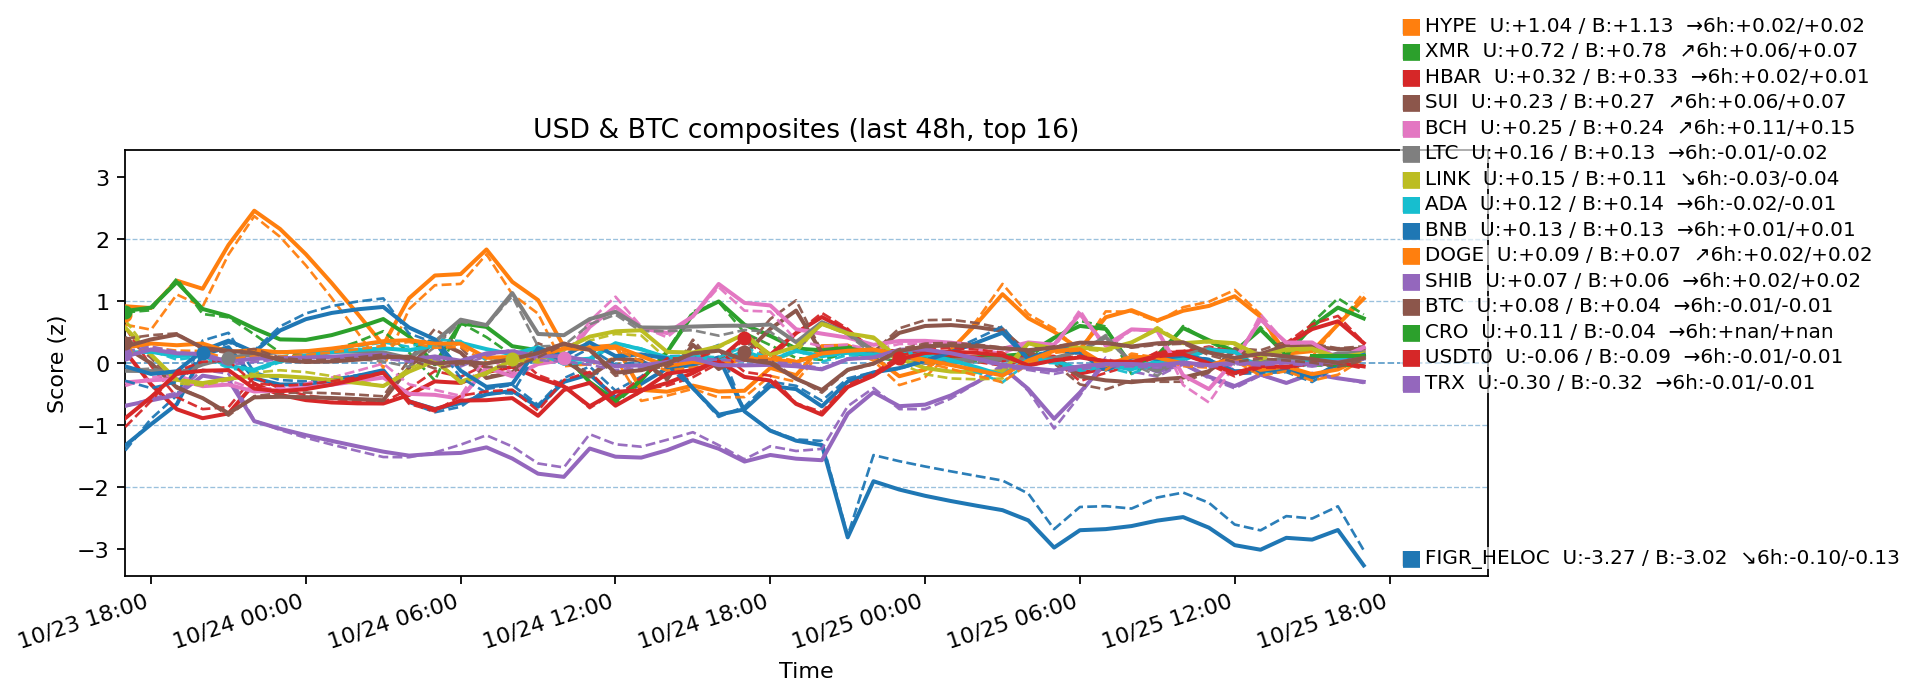 HYPE U:+1.04 / B:+1.13 →6h:+0.02/+0.02
XMR U:+0.72 / B:+0.78 ↗6h:+0.06/+0.07
HBAR U:+0.32 / B:+0.33 →6h:+0.02/+0.01
SUI U:+0.23 / B:+0.27 ↗6h:+0.06/+0.07
BCH U:+0.25 / B:+0.24 ↗6h:+0.11/+0.15
LTC U:+0.16 / B:+0.13 →6h:-0.01/-0.02
LINK U:+0.15 / B:+0.11 ↘6h:-0.03/-0.04
ADA U:+0.12 / B:+0.14 →6h:-0.02/-0.01
BNB U:+0.13 / B:+0.13 →6h:+0.01/+0.01
DOGE U:+0.09 / B:+0.07 ↗6h:+0.02/+0.02
SHIB U:+0.07 / B:+0.06 →6h:+0.02/+0.02
BTC U:+0.08 / B:+0.04 →6h:-0.01/-0.01
CRO U:+0.11 / B:-0.04 →6h:+nan/+nan
USDT0 U:-0.06 / B:-0.09 →6h:-0.01/-0.01
TRX U:-0.30 / B:-0.32 →6h:-0.01/-0.01
FIGR_HELOC U:-3.27 / B:-3.02 ↘6h:-0.10/-0.13
USD & BTC composites (last 48h, top 16)
Score (z)
3
2
1
0
−1
−2
−3
10/23 18:00
10/24 00:00
10/24 06:00
10/24 12:00
10/24 18:00
10/25 00:00
10/25 06:00
10/25 12:00
10/25 18:00
Time